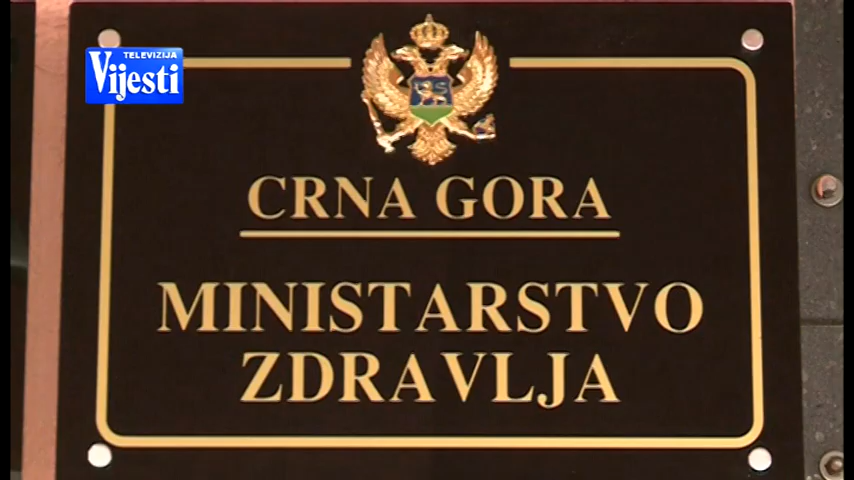 TELEVIZIJA
Vijesti
CRNA GORA
MINISTARSTVO
ZDRAVLJA